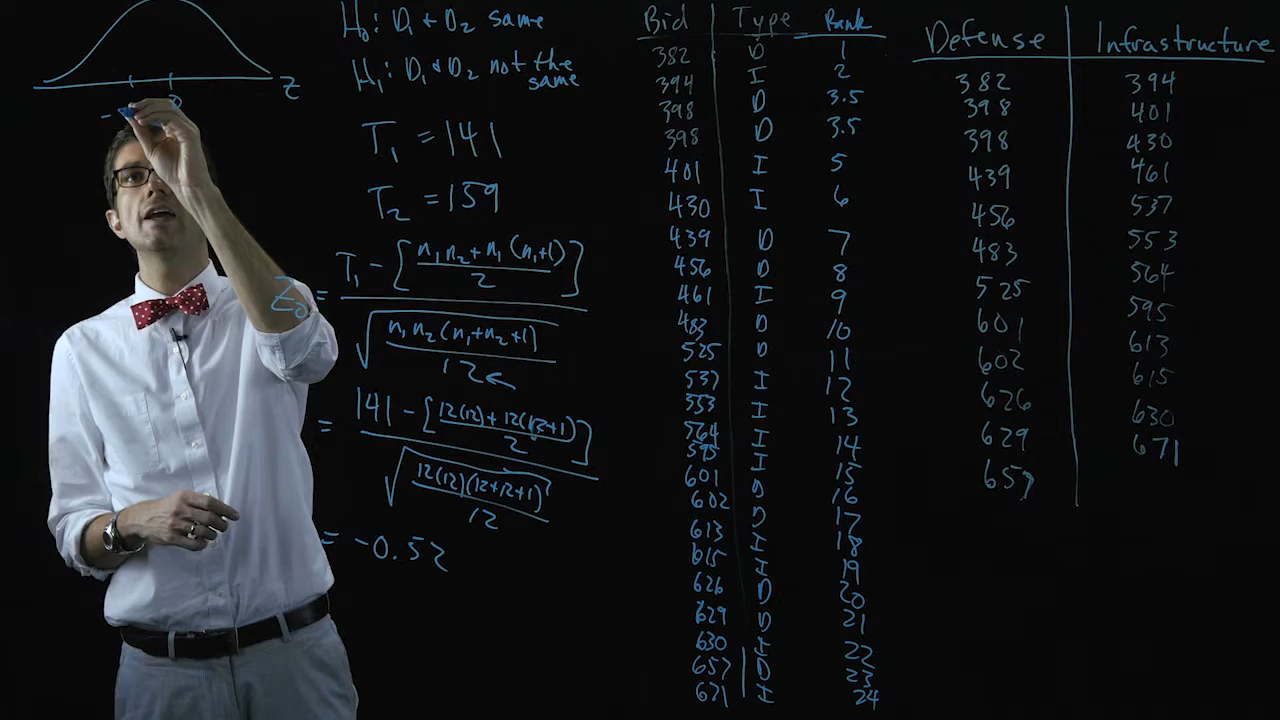 Z
0
-
H₀: D₁ & D₂ same
H₁: D₁ & D₂ not the same
T₁ = 141
T₂ = 159
Z₀ = T₁ - [n₁n₂ + n₁(n₁+1) / 2] / √(n₁n₂(n₁+n₂+1) / 12)
= 141 - [12(12) + 12(12+1) / 2] / √(12(12)(12+12+1) / 12)
= -0.52
Bid Type Rank
382 D 1
394 I 2
398 D 3.5
398 D 3.5
401 I 5
430 I 6
439 D 7
456 D 8
461 I 9
483 D 10
525 D 11
537 I 12
553 I 13
564 I 14
595 I 15
601 D 16
602 D 17
613 I 18
615 I 19
626 D 20
629 D 21
630 I 22
657 D 23
671 I 24
Defense Infrastructure
382 394
398 401
398 430
439 461
456 537
483 553
525 564
601 595
602 613
626 615
629 630
657 671